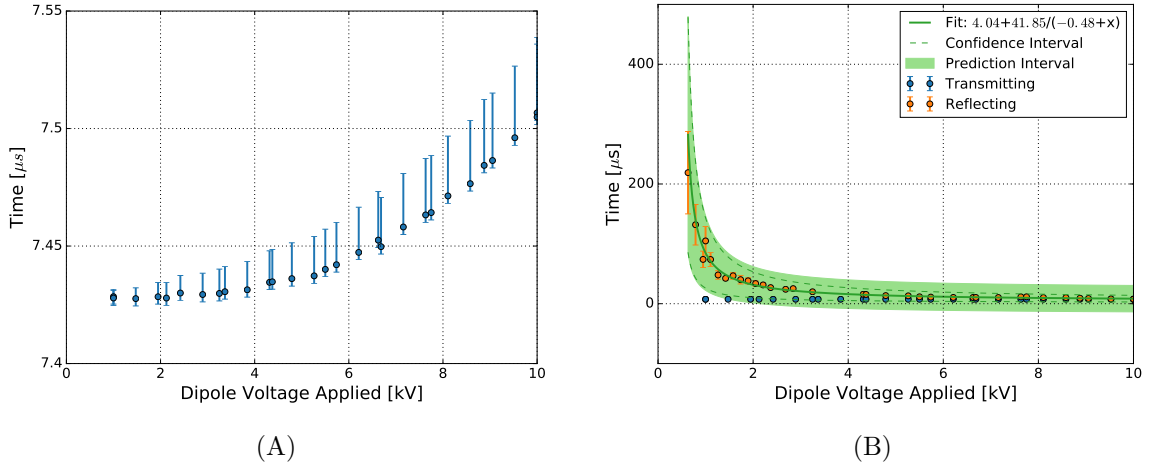 7.55
7.5
7.45
7.4
0 2 4 6 8 10
Time [μs]
Dipole Voltage Applied [kV]
(A)
400
200
0
0 2 4 6 8 10
Time [μs]
Dipole Voltage Applied [kV]
Fit: 4.04+41.85/(−0.48+x)
Confidence Interval
Prediction Interval
Transmitting
Reflecting
(B)